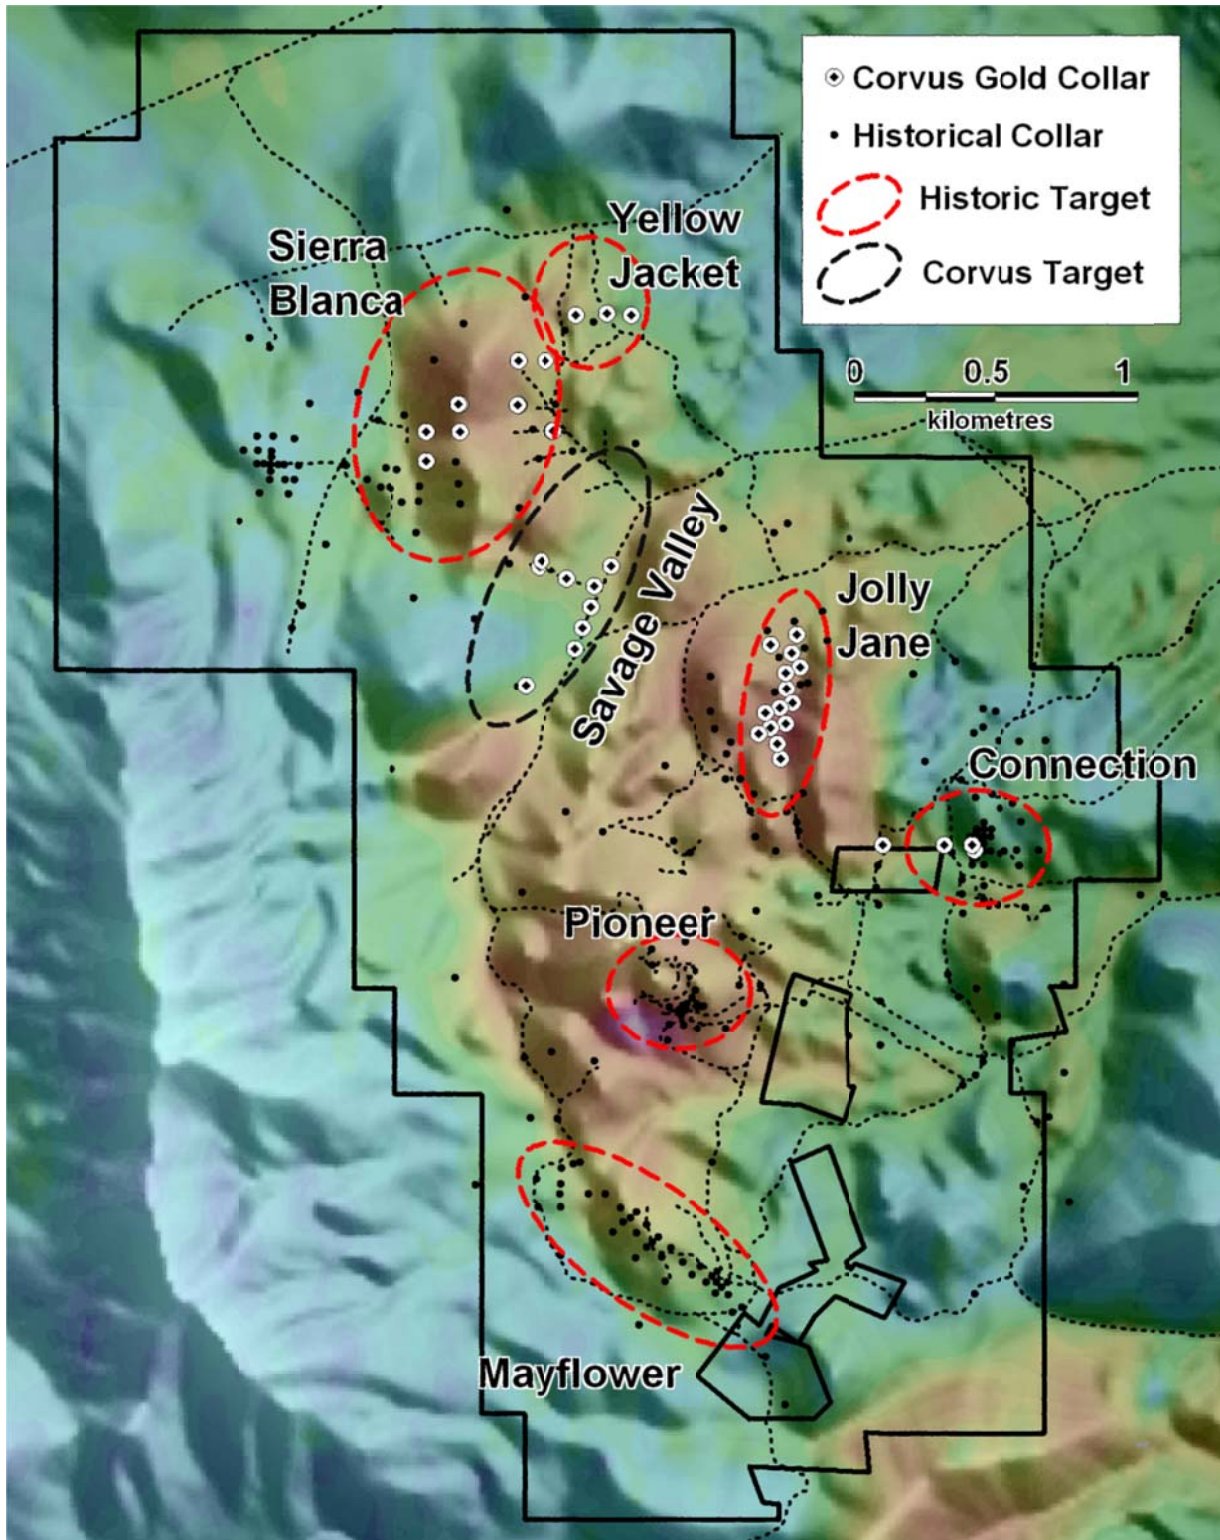 Corvus Gold Collar
Historical Collar
Historic Target
Corvus Target
0 0.5 1
kilometres
Yellow
Jacket
Sierra
Blanca
Savage Valley
Jolly
Jane
Connection
Pioneer
Mayflower